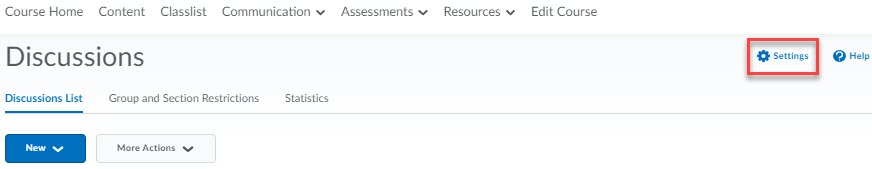 Course Home Content Classlist Communication Assessments Resources Edit Course
Discussions
Settings Help
Discussions List Group and Section Restrictions Statistics
New More Actions